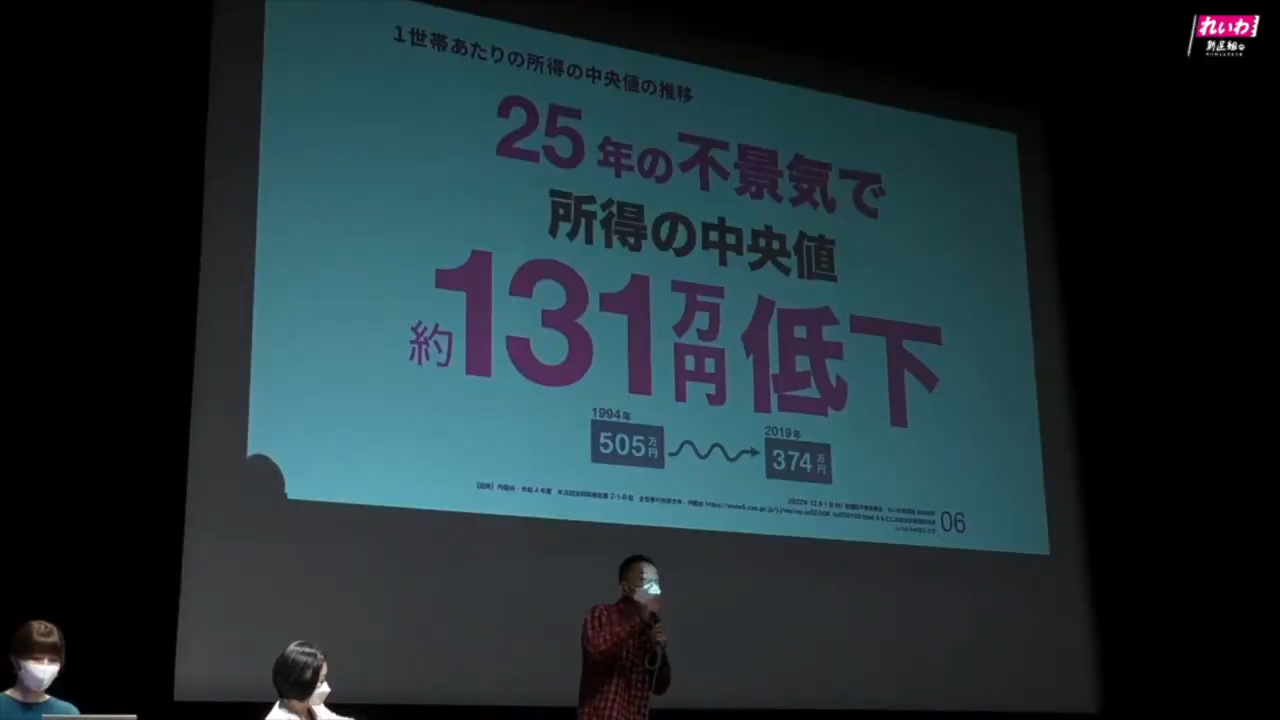 れいわ
新選組
1世帯あたりの所得の中央値の推移
25年の不景気で
所得の中央値
約131万円低下
1994年
505万円
2019年
374万円
06